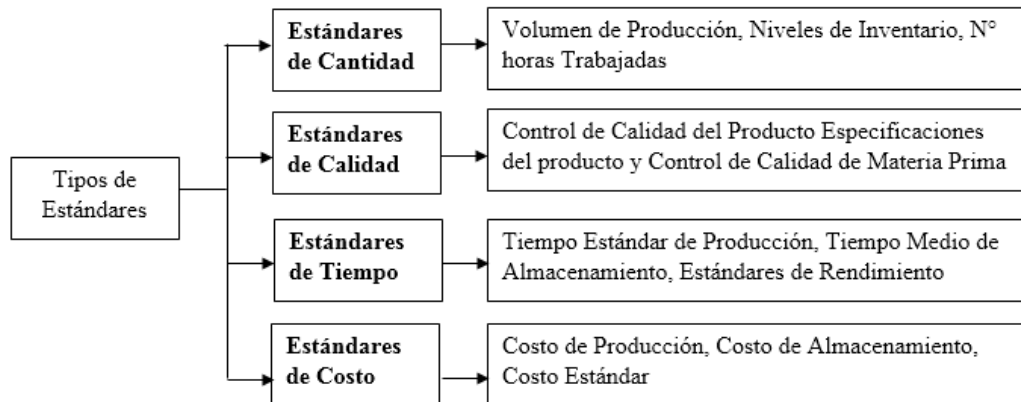 Tipos de
Estándares
Estándares
de Cantidad
Volumen de Producción, Niveles de Inventario, N°
horas Trabajadas
Estándares
de Calidad
Control de Calidad del Producto Especificaciones
del producto y Control de Calidad de Materia Prima
Estándares
de Tiempo
Tiempo Estándar de Producción, Tiempo Medio de
Almacenamiento, Estándares de Rendimiento
Estándares
de Costo
Costo de Producción, Costo de Almacenamiento,
Costo Estándar